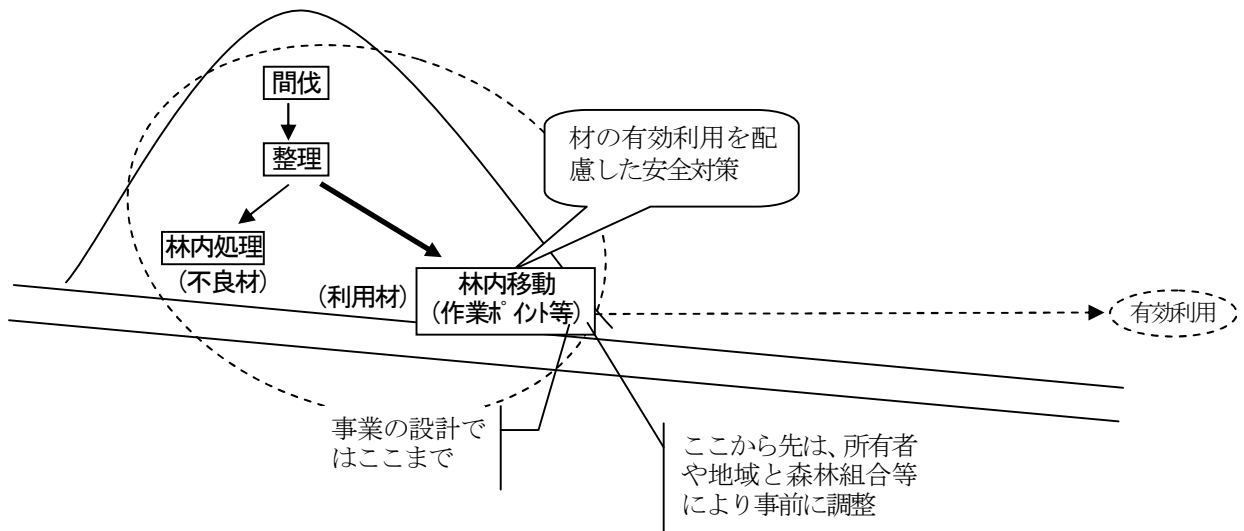 間伐
整理
材の有効利用を配
慮した安全対策
林内処理
(不良材)
(利用材)
林内移動
(作業ﾎﾟｲﾝﾄ等)
有効利用
事業の設計で
はここまで
ここから先は、所有者
や地域と森林組合等
により事前に調整